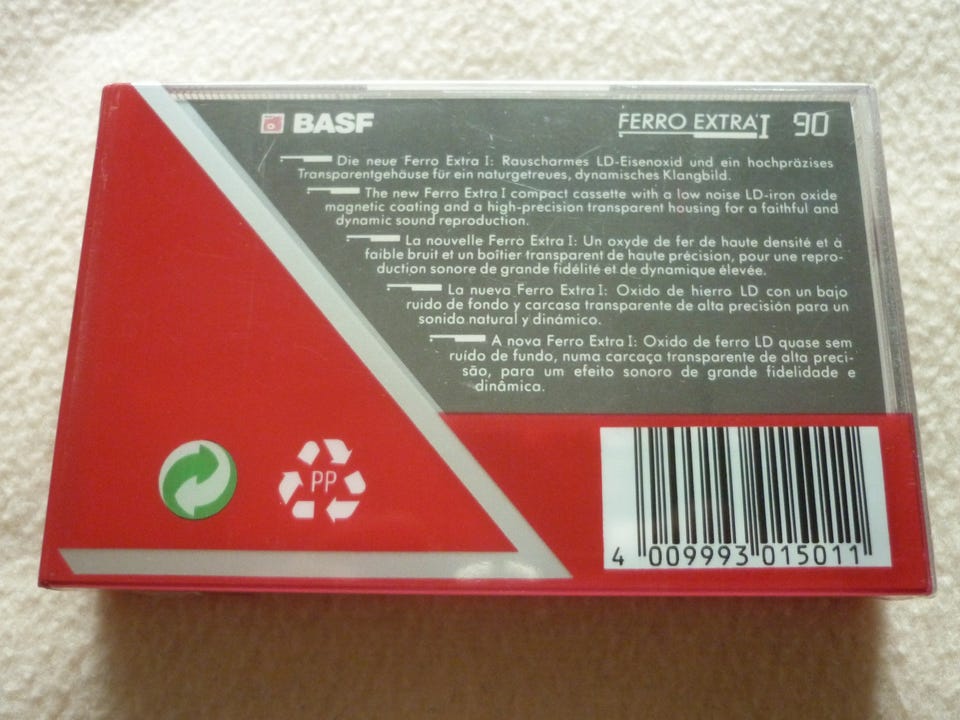 BASF
FERRO EXTRA I 90
Die neue Ferro Extra I: Rauscharmes LD-Eisenoxid und ein hochpräzises
Transparentgehäuse für ein naturgetreues, dynamisches Klangbild.
The new Ferro Extra I compact cassette with a low noise LD-iron oxide
magnetic coating and a high-precision transparent housing for a faithful and
dynamic sound reproduction.
La nouvelle Ferro Extra I: Un oxyde de fer de haute densité et à
faible bruit et un boîtier transparent de haute précision, pour une repro-
duction sonore de grande fidélité et de dynamique élevée.
La nueva Ferro Extra I: Oxido de hierro LD con un bajo
ruido de fondo y carcasa transparente de alta precisión para un
sonido natural y dinámico.
A nova Ferro Extra I: Oxido de ferro LD quase sem
ruído de fundo, numa carcaça transparente de alta preci-
são, para um efeito sonoro de grande fidelidade e
dinâmica.
PP
4 009993 015011